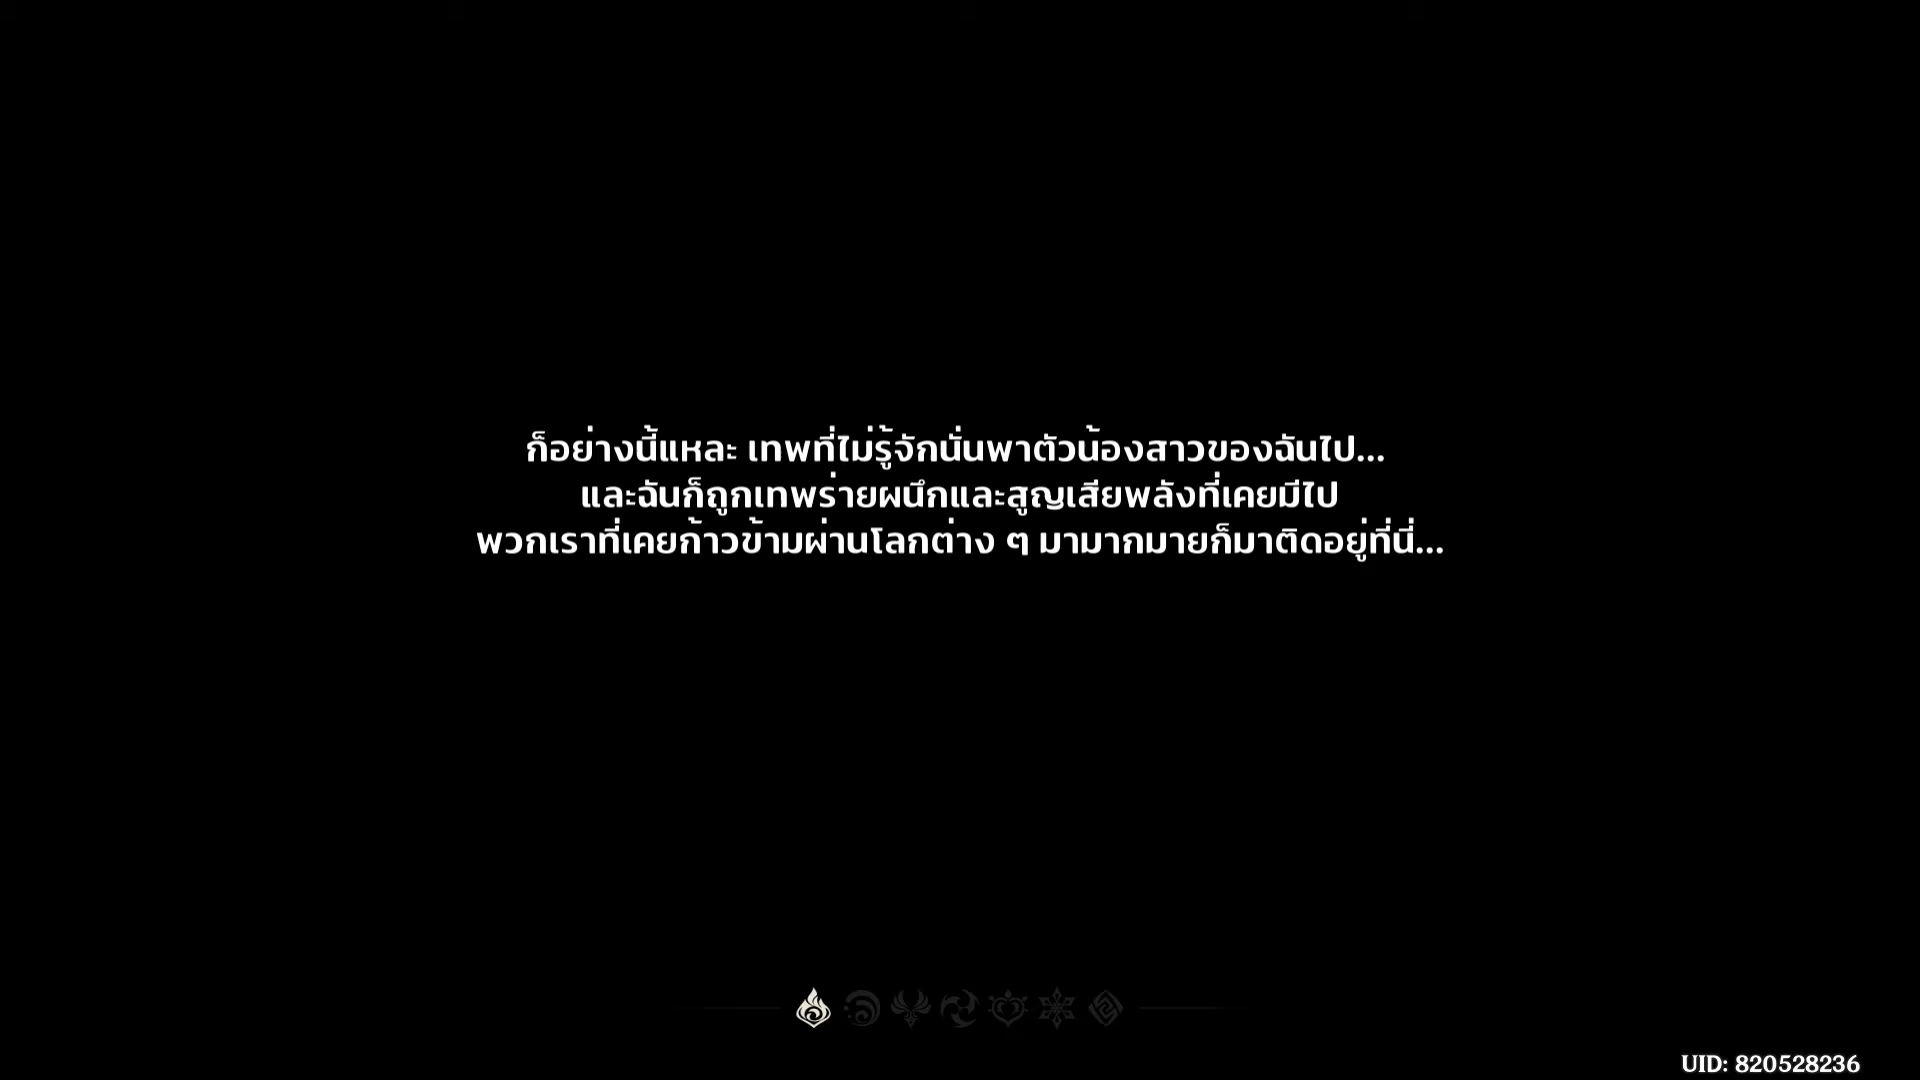 ก็อย่างนี้แหละ เทพที่ไม่รู้จักนั่นพาตัวน้องสาวของฉันไป...
และฉันก็ถูกเทพร่ายผนึกและสูญเสียพลังที่เคยมีไป
พวกเราที่เคยก้าวข้ามผ่านโลกต่าง ๆ มามากมายก็มาติดอยู่ที่นี่...
UID: 820528236